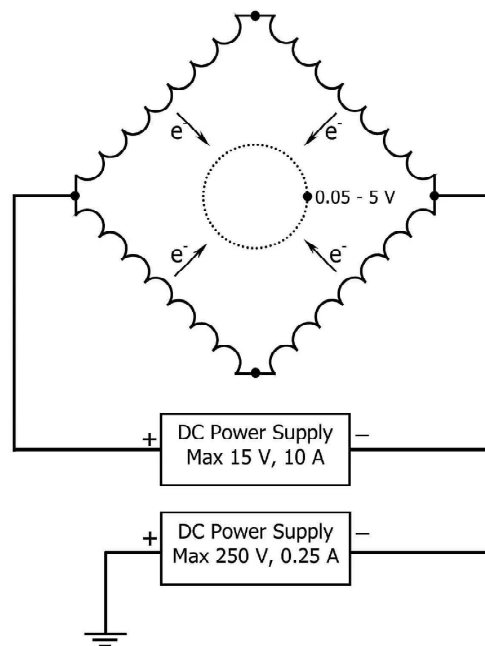 e⁻
e⁻
0.05 - 5 V
e⁻
e⁻
+
DC Power Supply
Max 15 V, 10 A
−
+
DC Power Supply
Max 250 V, 0.25 A
−